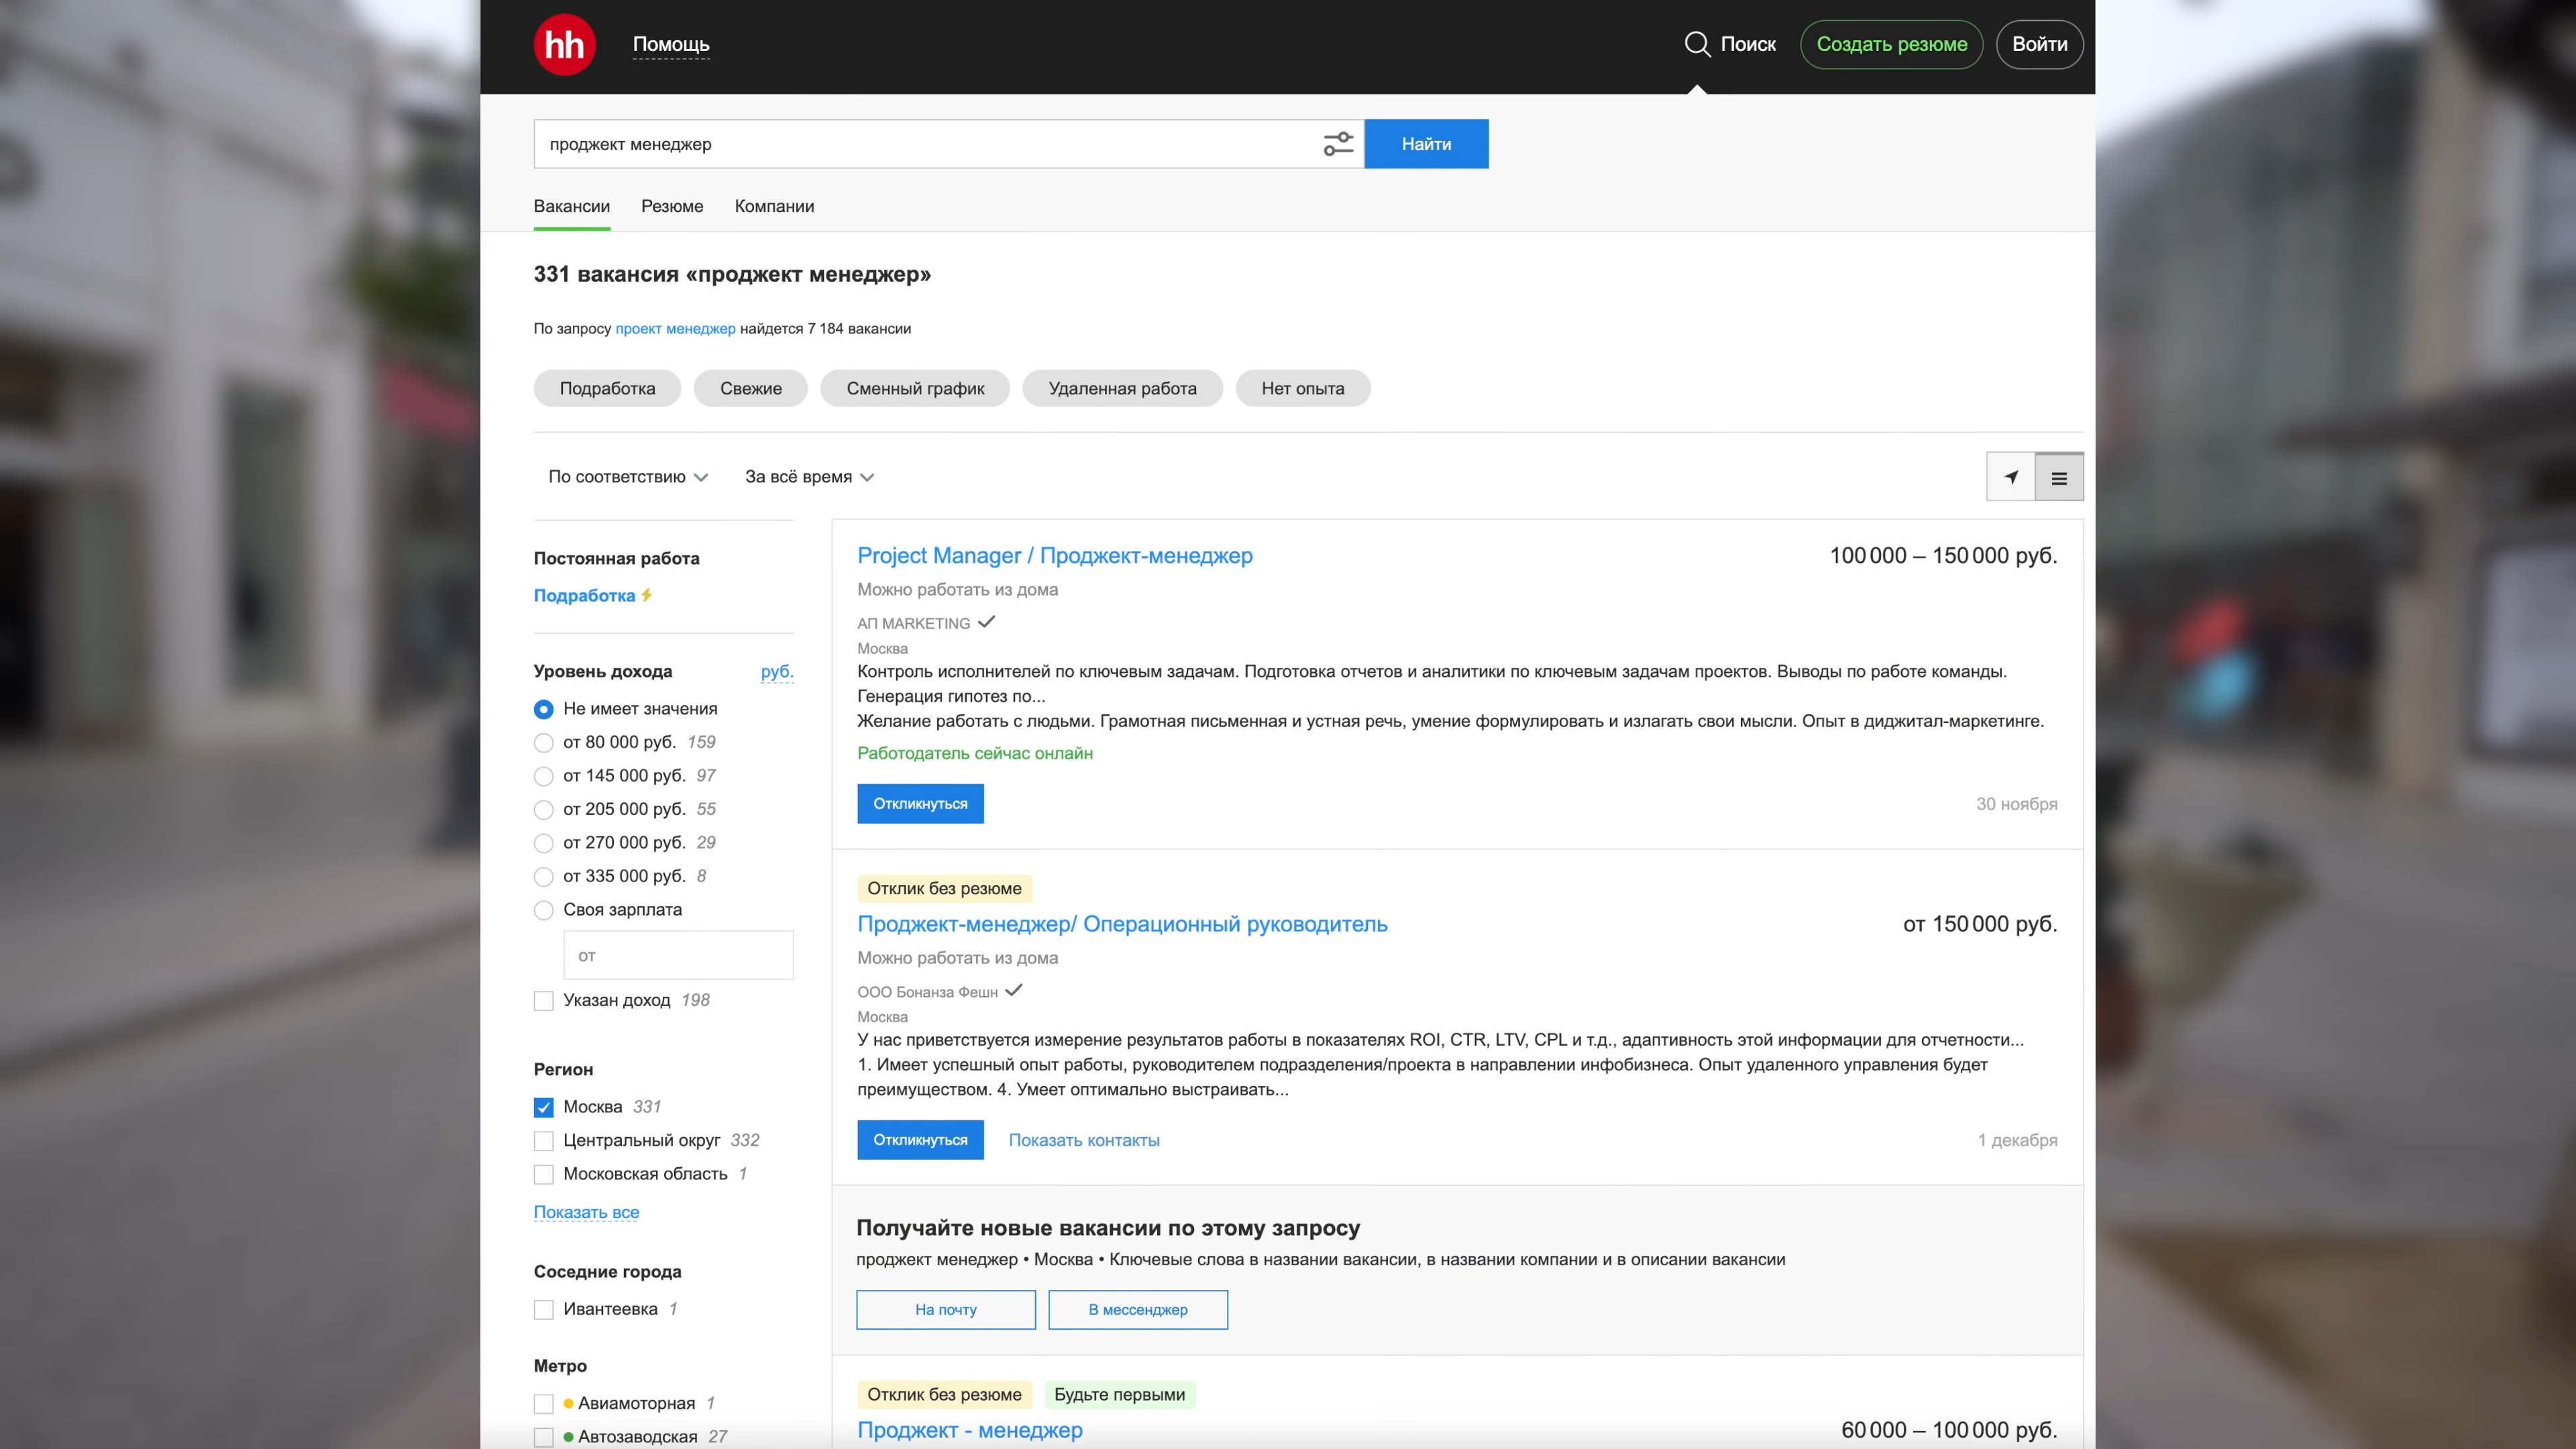 hh
Помощь
Поиск
Создать резюме
Войти
проджект менеджер
Найти
Вакансии
Резюме
Компании
331 вакансия «проджект менеджер»
По запросу проект менеджер найдется 7 184 вакансии
Подработка
Свежие
Сменный график
Удаленная работа
Нет опыта
По соответствию
За всё время
Постоянная работа
Подработка
Уровень дохода
руб.
Не имеет значения
от 80 000 руб. 159
от 145 000 руб. 97
от 205 000 руб. 55
от 270 000 руб. 29
от 335 000 руб. 8
Своя зарплата
от
Указан доход 198
Регион
Москва 331
Центральный округ 332
Московская область 1
Показать все
Соседние города
Ивантеевка 1
Метро
Авиамоторная 1
Автозаводская 27
Project Manager / Проджект-менеджер
100 000 – 150 000 руб.
Можно работать из дома
АП MARKETING
Москва
Контроль исполнителей по ключевым задачам. Подготовка отчетов и аналитики по ключевым задачам проектов. Выводы по работе команды.
Генерация гипотез по...
Желание работать с людьми. Грамотная письменная и устная речь, умение формулировать и излагать свои мысли. Опыт в диджитал-маркетинге.
Работодатель сейчас онлайн
Откликнуться
30 ноября
Отклик без резюме
Проджект-менеджер/ Операционный руководитель
от 150 000 руб.
Можно работать из дома
ООО Бонанза Фешн
Москва
У нас приветствуется измерение результатов работы в показателях ROI, CTR, LTV, CPL и т.д., адаптивность этой информации для отчетности...
1. Имеет успешный опыт работы, руководителем подразделения/проекта в направлении инфобизнеса. Опыт удаленного управления будет
преимуществом. 4. Умеет оптимально выстраивать...
Откликнуться
Показать контакты
1 декабря
Получайте новые вакансии по этому запросу
проджект менеджер • Москва • Ключевые слова в названии вакансии, в названии компании и в описании вакансии
На почту
В мессенджер
Отклик без резюме
Будьте первыми
Проджект - менеджер
60 000 – 100 000 руб.